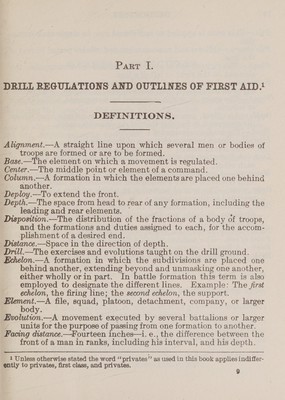 PART I.
DRILL REGULATIONS AND OUTLINES OF FIRST AID.¹
DEFINITIONS.
Alignment.—A straight line upon which several men or bodies of
troops are formed or are to be formed.
Base.—The element on which a movement is regulated.
Center.—The middle point or element of a command.
Column.—A formation in which the elements are placed one behind
another.
Deploy.—To extend the front.
Depth.—The space from head to rear of any formation, including the
leading and rear elements.
Disposition.—The distribution of the fractions of a body of troops,
and the formations and duties assigned to each, for the accom-
plishment of a desired end.
Distance.—Space in the direction of depth.
Drill.—The exercises and evolutions taught on the drill ground.
Echelon.—A formation in which the subdivisions are placed one
behind another, extending beyond and unmasking one another,
either wholly or in part. In battle formation this term is also
employed to designate the different lines. Example: The first
echelon, the firing line; the second echelon, the support.
Element.—A file, squad, platoon, detachment, company, or larger
body.
Evolution.—A movement executed by several battalions or larger
units for the purpose of passing from one formation to another.
Facing distance.—Fourteen inches—i. e., the difference between the
front of a man in ranks, including his interval, and his depth.
¹ Unless otherwise stated the word "privates" as used in this book applies indiffer-
ently to privates, first class, and privates.
9